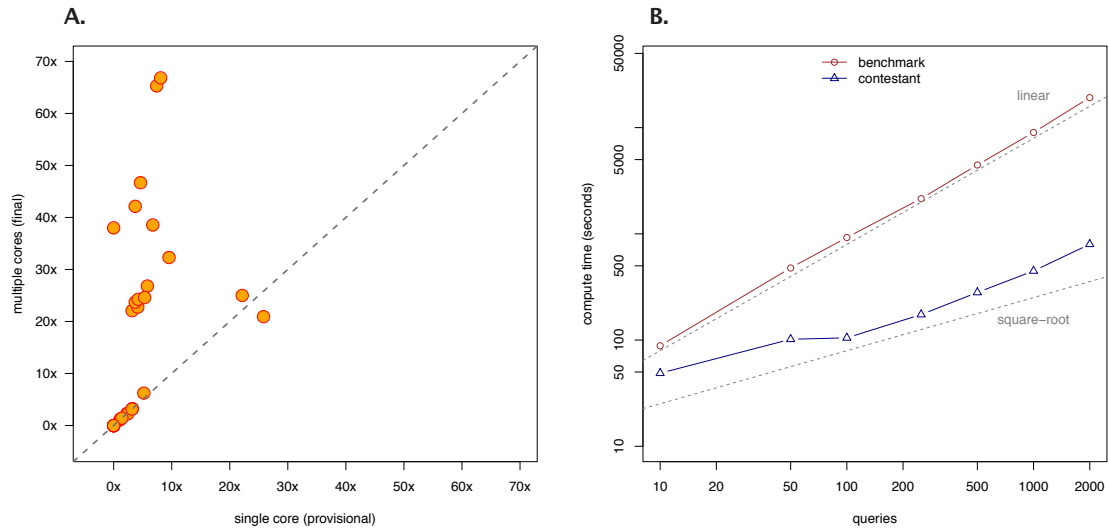 A.
70x
60x
50x
40x
30x
20x
10x
0x
multiple cores (final)
0x 10x 20x 30x 40x 50x 60x 70x
single core (provisional)
B.
50000
5000
500
100
50
10
compute time (seconds)
benchmark
contestant
linear
square−root
10 20 50 100 200 500 1000 2000
queries